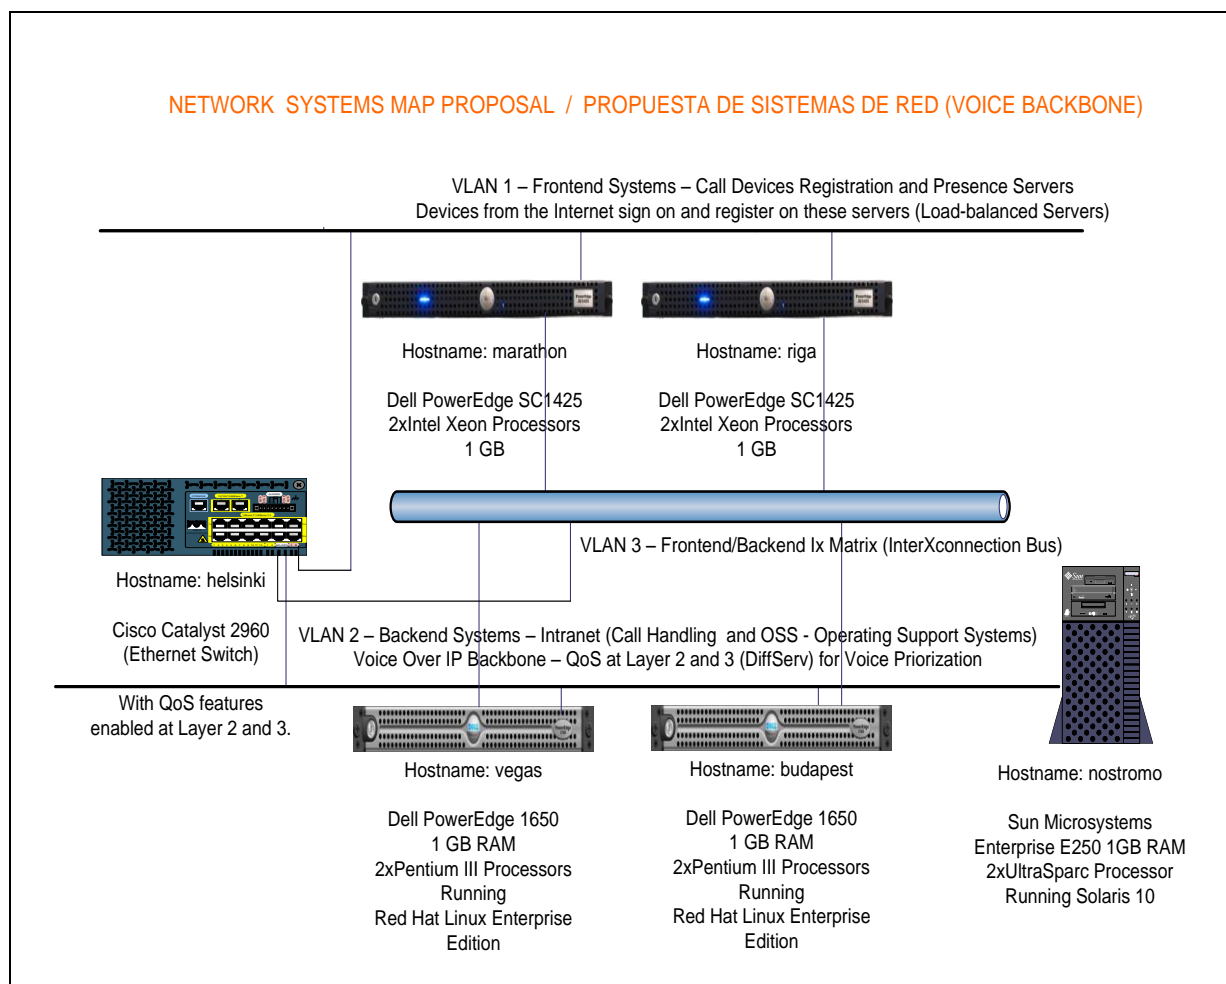 NETWORK SYSTEMS MAP PROPOSAL / PROPUESTA DE SISTEMAS DE RED (VOICE BACKBONE)
VLAN 1 – Frontend Systems – Call Devices Registration and Presence Servers
Devices from the Internet sign on and register on these servers (Load-balanced Servers)
Hostname: marathon
Dell PowerEdge SC1425
2xIntel Xeon Processors
1 GB
Hostname: riga
Dell PowerEdge SC1425
2xIntel Xeon Processors
1 GB
VLAN 3 – Frontend/Backend Ix Matrix (InterXconnection Bus)
Hostname: helsinki
Cisco Catalyst 2960
(Ethernet Switch)
With QoS features
enabled at Layer 2 and 3.
VLAN 2 – Backend Systems – Intranet (Call Handling and OSS - Operating Support Systems)
Voice Over IP Backbone – QoS at Layer 2 and 3 (DiffServ) for Voice Priorization
Sun
Hostname: vegas
Dell PowerEdge 1650
1 GB RAM
2xPentium III Processors
Running
Red Hat Linux Enterprise
Edition
Hostname: budapest
Dell PowerEdge 1650
1 GB RAM
2xPentium III Processors
Running
Red Hat Linux Enterprise
Edition
Hostname: nostromo
Sun Microsystems
Enterprise E250 1GB RAM
2xUltraSparc Processor
Running Solaris 10